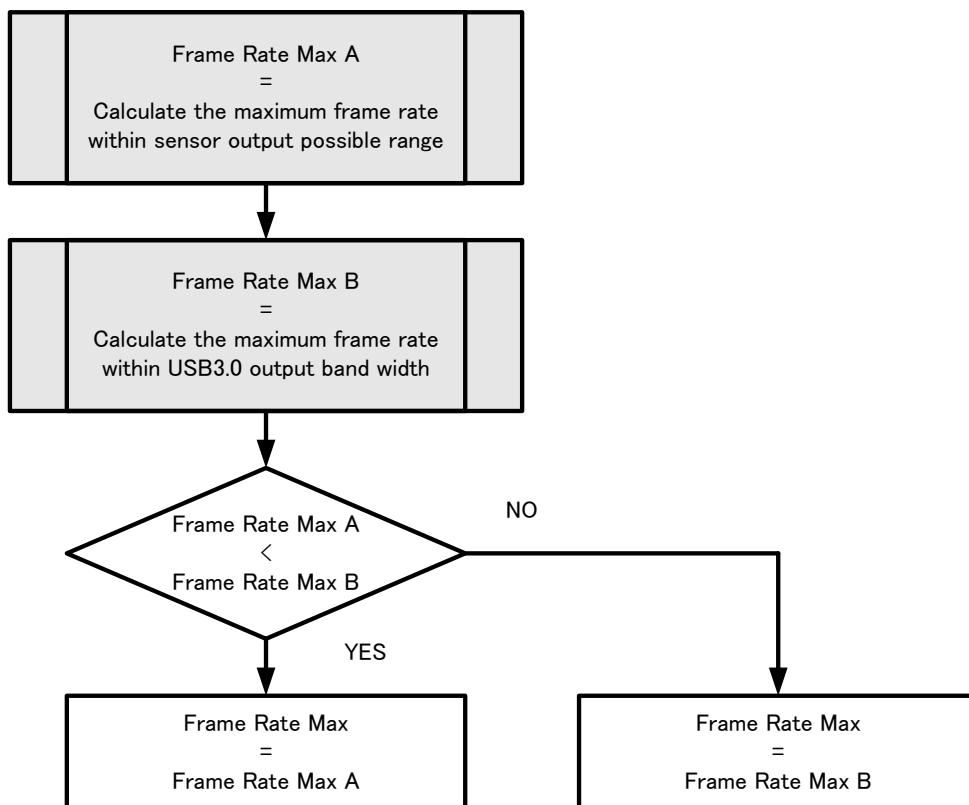 Frame Rate Max A
=
Calculate the maximum frame rate
within sensor output possible range
Frame Rate Max B
=
Calculate the maximum frame rate
within USB3.0 output band width
Frame Rate Max A
<
Frame Rate Max B
NO
YES
Frame Rate Max
=
Frame Rate Max A
Frame Rate Max
=
Frame Rate Max B